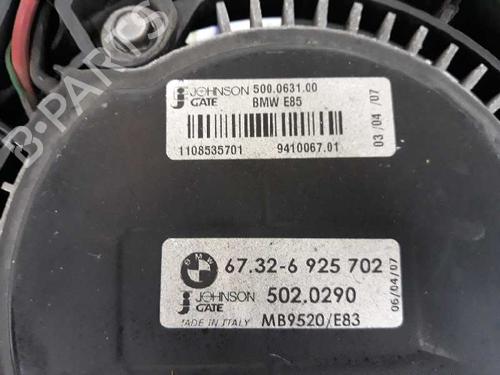 JOHNSON 500.0631.00
GATE BMW E85
1108535701 9410067.01
03/04/07
BMW 67.32-6 925 702
JOHNSON 502.0290
GATE
MADE IN ITALY MB9520/E83
06/04/07